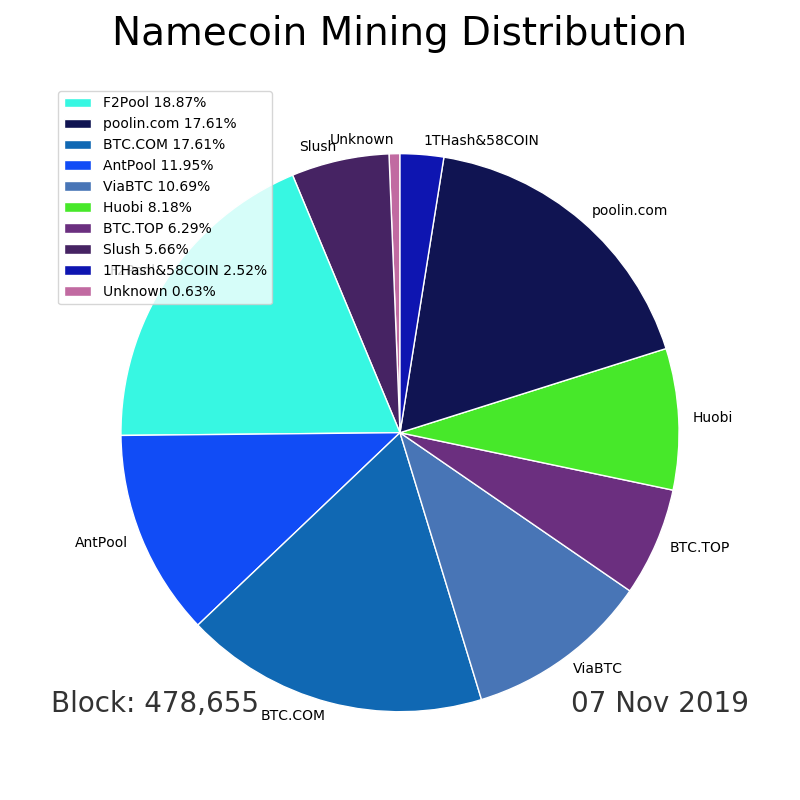 Namecoin Mining Distribution
F2Pool 18.87%
poolin.com 17.61%
BTC.COM 17.61%
AntPool 11.95%
ViaBTC 10.69%
Huobi 8.18%
BTC.TOP 6.29%
Slush 5.66%
1THash&58COIN 2.52%
Unknown 0.63%
Slush
Unknown
1THash&58COIN
poolin.com
Huobi
BTC.TOP
ViaBTC
BTC.COM
AntPool
Block: 478,655
07 Nov 2019